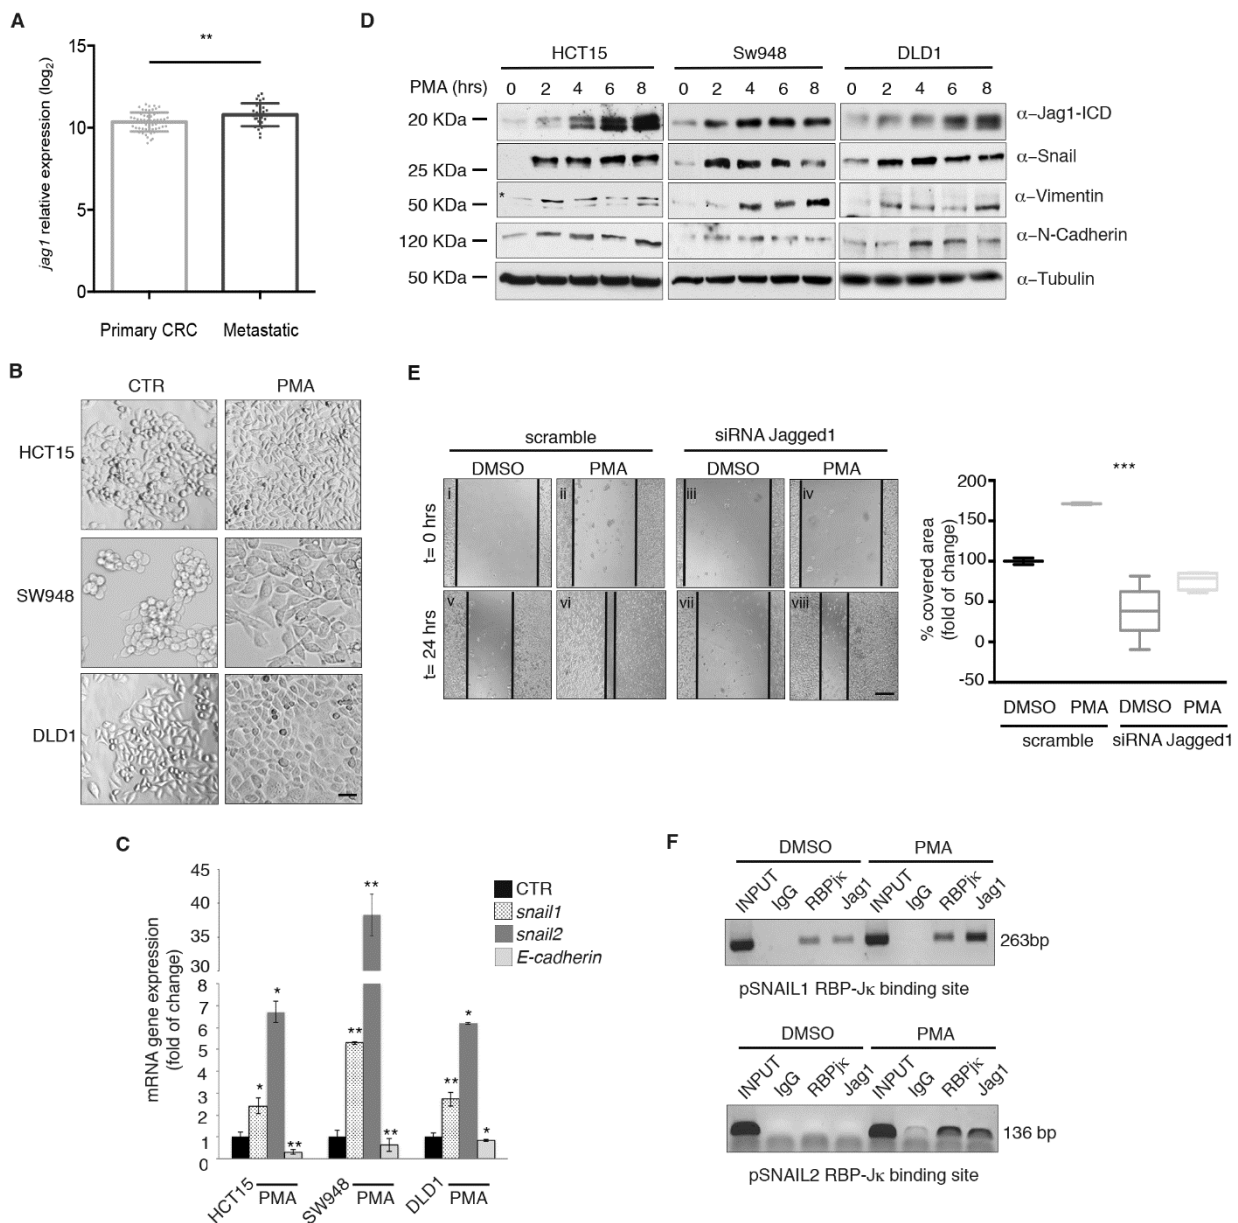 A
**
jag1 relative expression (log2)
15
10
5
0
Primary CRC Metastatic
B
CTR PMA
HCT15
SW948
DLD1
C
mRNA gene expression
(fold of change)
45
40
35
30
8
7
6
5
4
3
2
1
0
* * **
** ** **
** * *
CTR
snail1
snail2
E-cadherin
HCT15 PMA SW948 PMA DLD1 PMA
D
HCT15 Sw948 DLD1
PMA (hrs) 0 2 4 6 8 0 2 4 6 8 0 2 4 6 8
20 KDa α-Jag1-ICD
25 KDa α-Snail
*
50 KDa α-Vimentin
120 KDa α-N-Cadherin
50 KDa α-Tubulin
E
scramble siRNA Jagged1
DMSO PMA DMSO PMA
t= 0 hrs
i ii iii iv
t= 24 hrs
v vi vii viii
***
% covered area
(fold of change)
200
150
100
50
0
-50
DMSO PMA DMSO PMA
scramble siRNA Jagged1
F
DMSO PMA
INPUT IgG RBPjκ Jag1 INPUT IgG RBPjκ Jag1
263bp
pSNAIL1 RBP-Jκ binding site
DMSO PMA
INPUT IgG RBPjκ Jag1 INPUT IgG RBPjκ Jag1
136 bp
pSNAIL2 RBP-Jκ binding site